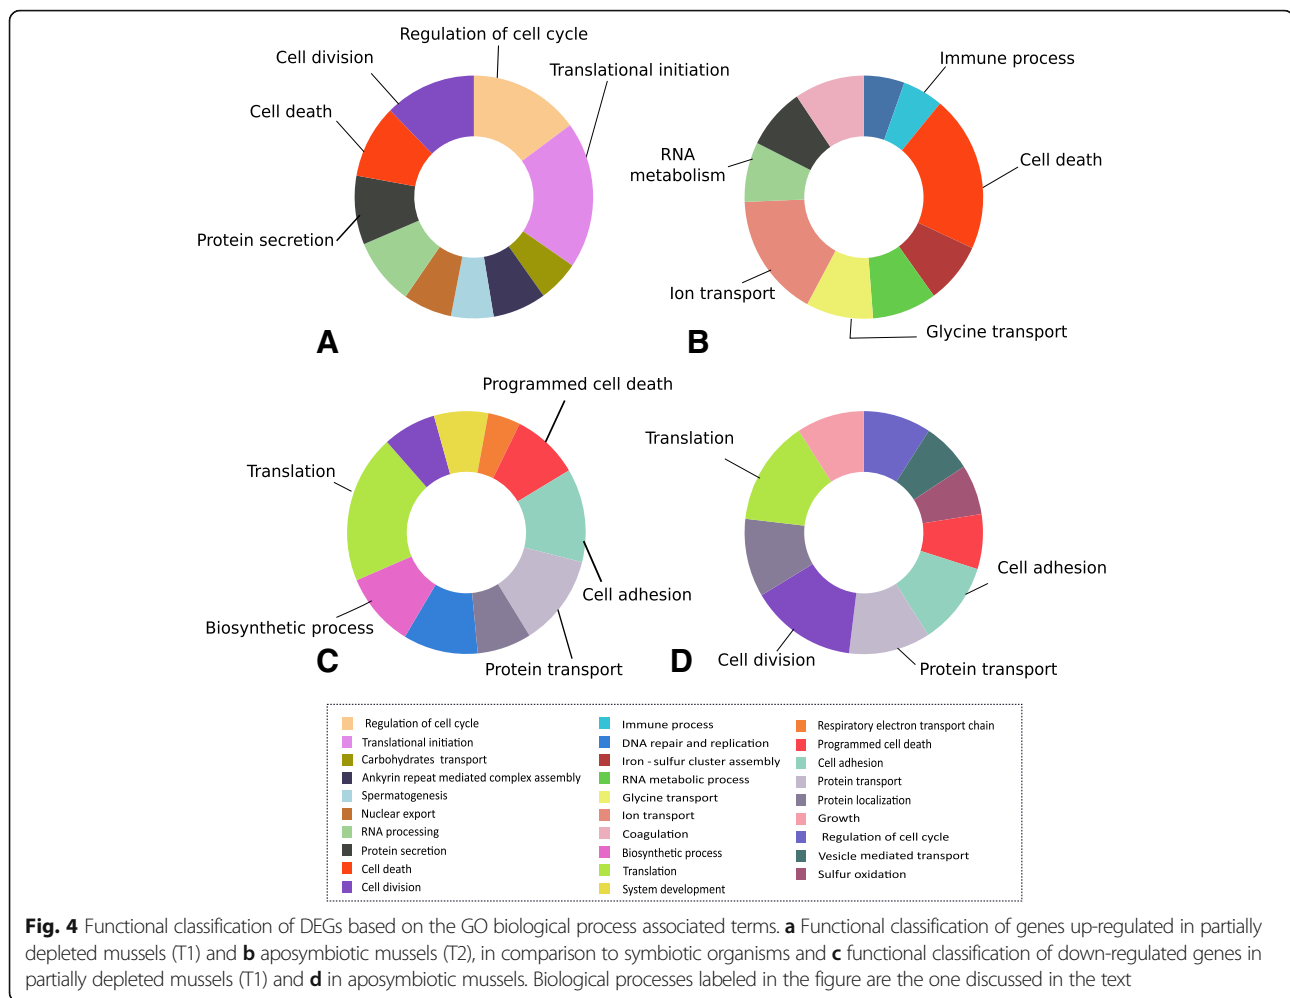 Regulation of cell cycle
Cell division
Translational initiation
Cell death
Protein secretion
A
Immune process
RNA
metabolism
Cell death
Ion transport
Glycine transport
B
Programmed cell death
Translation
Cell adhesion
Biosynthetic process
Protein transport
C
Translation
Cell adhesion
Cell division
Protein transport
D
Regulation of cell cycle
Translational initiation
Carbohydrates transport
Ankyrin repeat mediated complex assembly
Spermatogenesis
Nuclear export
RNA processing
Protein secretion
Cell death
Cell division
Immune process
DNA repair and replication
Iron - sulfur cluster assembly
RNA metabolic process
Glycine transport
Ion transport
Coagulation
Biosynthetic process
Translation
System development
Respiratory electron transport chain
Programmed cell death
Cell adhesion
Protein transport
Protein localization
Growth
Regulation of cell cycle
Vesicle mediated transport
Sulfur oxidation
Fig. 4 Functional classification of DEGs based on the GO biological process associated terms. a Functional classification of genes up-regulated in partially
depleted mussels (T1) and b aposymbiotic mussels (T2), in comparison to symbiotic organisms and c functional classification of down-regulated genes in
partially depleted mussels (T1) and d in aposymbiotic mussels. Biological processes labeled in the figure are the one discussed in the text